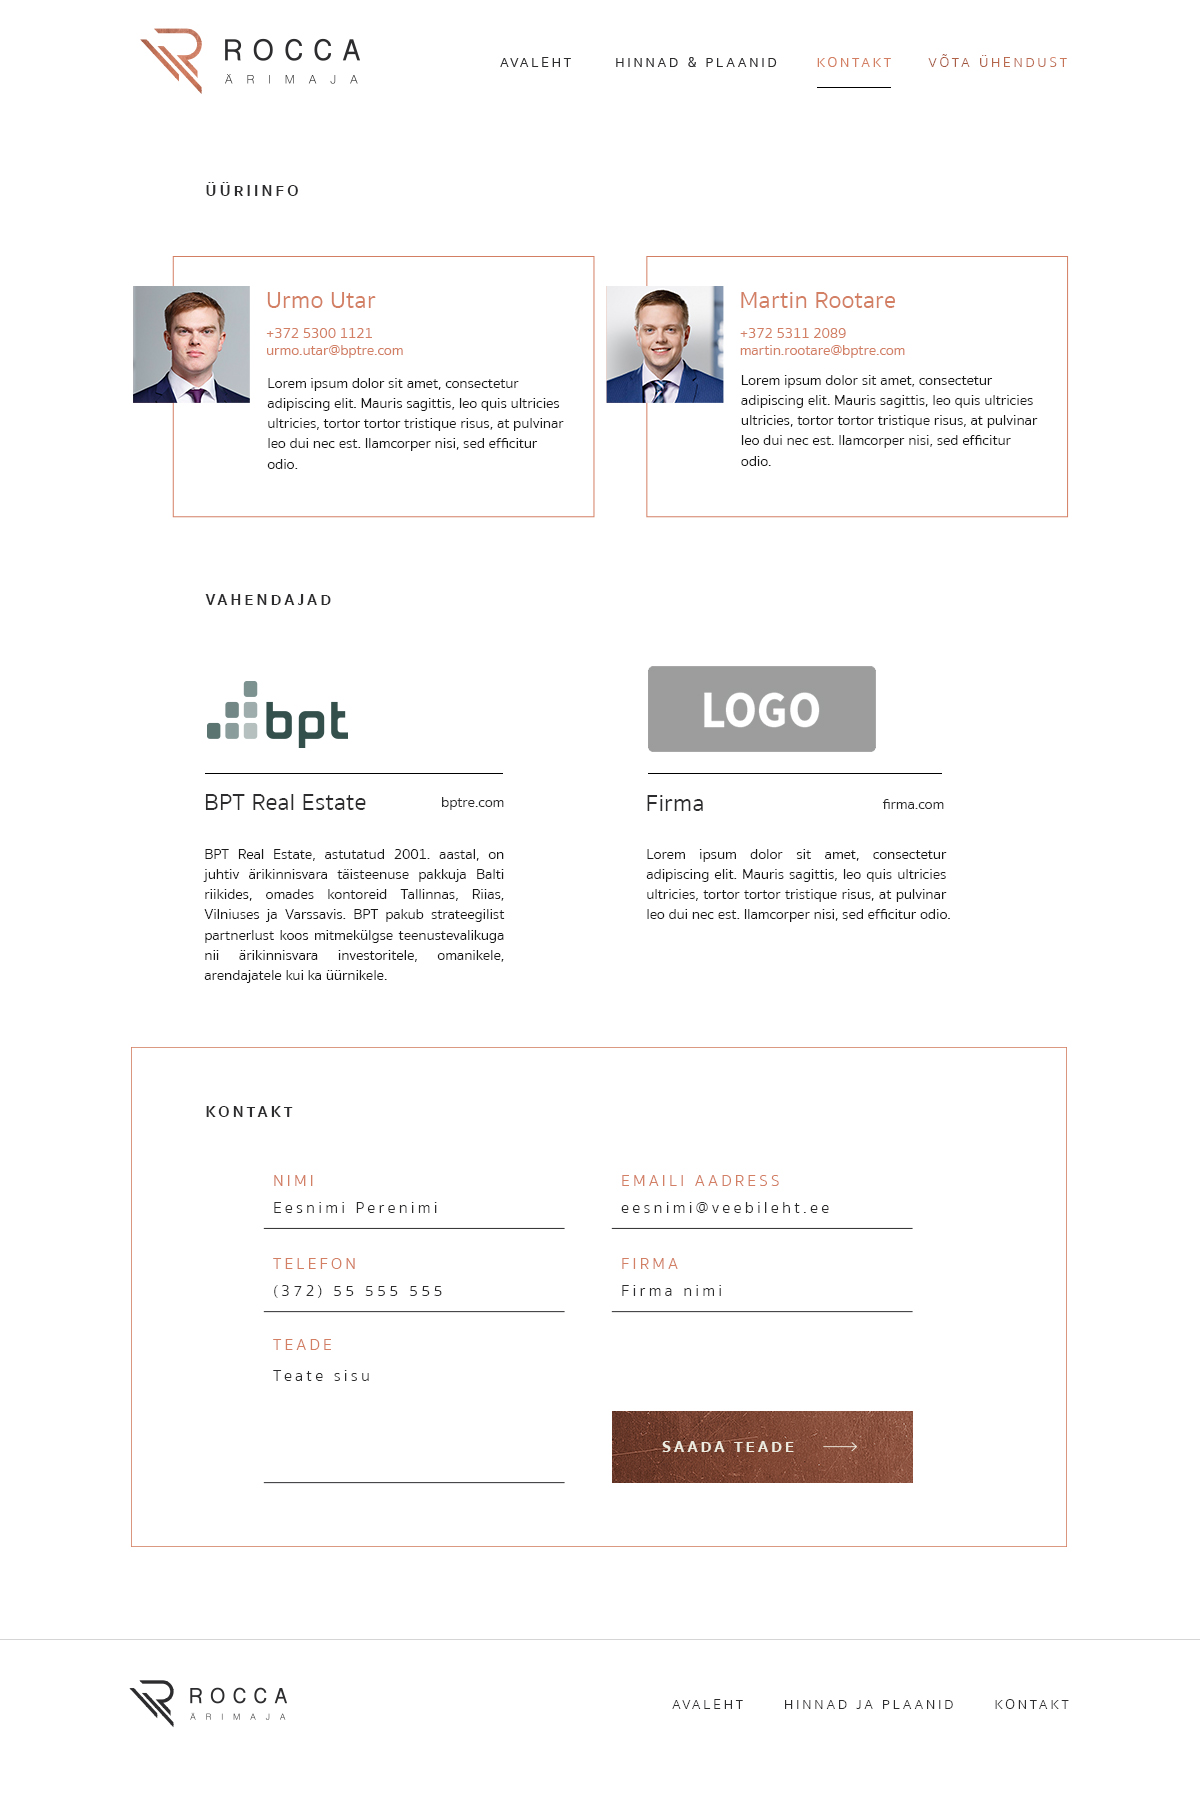 ROCCA
ÄRIMAJA
AVALEHT
HINNAD & PLAANID
KONTAKT
VÕTA ÜHENDUST
ÜÜRIINFO
Urmo Utar
+372 5300 1121
urmo.utar@bptre.com
Lorem ipsum dolor sit amet, consectetur
adipiscing elit. Mauris sagittis, leo quis ultricies
ultricies, tortor tortor tristique risus, at pulvinar
leo dui nec est. llamcorper nisi, sed efficitur
odio.
Martin Rootare
+372 5311 2089
martin.rootare@bptre.com
Lorem ipsum dolor sit amet, consectetur
adipiscing elit. Mauris sagittis, leo quis ultricies
ultricies, tortor tortor tristique risus, at pulvinar
leo dui nec est. llamcorper nisi, sed efficitur
odio.
VAHENDAJAD
bpt
BPT Real Estate
bptre.com
BPT Real Estate, astutatud 2001. aastal, on
juhtiv ärikinnisvara täisteenuse pakkuja Balti
riikides, omades kontoreid Tallinnas, Riias,
Vilniuses ja Varssavis. BPT pakub strateegilist
partnerlust koos mitmekülgse teenustevalikuga
nii ärikinnisvara investoritele, omanikele,
arendajatele kui ka üürnikele.
LOGO
Firma
firma.com
Lorem ipsum dolor sit amet, consectetur
adipiscing elit. Mauris sagittis, leo quis ultricies
ultricies, tortor tortor tristique risus, at pulvinar
leo dui nec est. llamcorper nisi, sed efficitur odio.
KONTAKT
NIMI
Eesnimi Perenimi
EMAILI AADRESS
eesnimi@veebileht.ee
TELEFON
(372) 55 555 555
FIRMA
Firma nimi
TEADE
Teate sisu
SAADA TEADE
ROCCA
ÄRIMAJA
AVALEHT
HINNAD JA PLAANID
KONTAKT